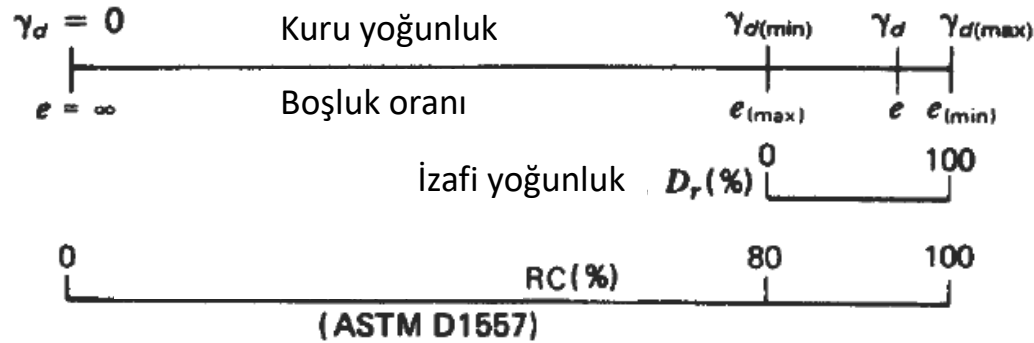 γd = 0 Kuru yoğunluk γd(min) γd γd(max)
e = ∞ Boşluk oranı e(max) e e(min)
0 100
İzafi yoğunluk Dr(%)
0 80 100
RC(%)
(ASTM D1557)